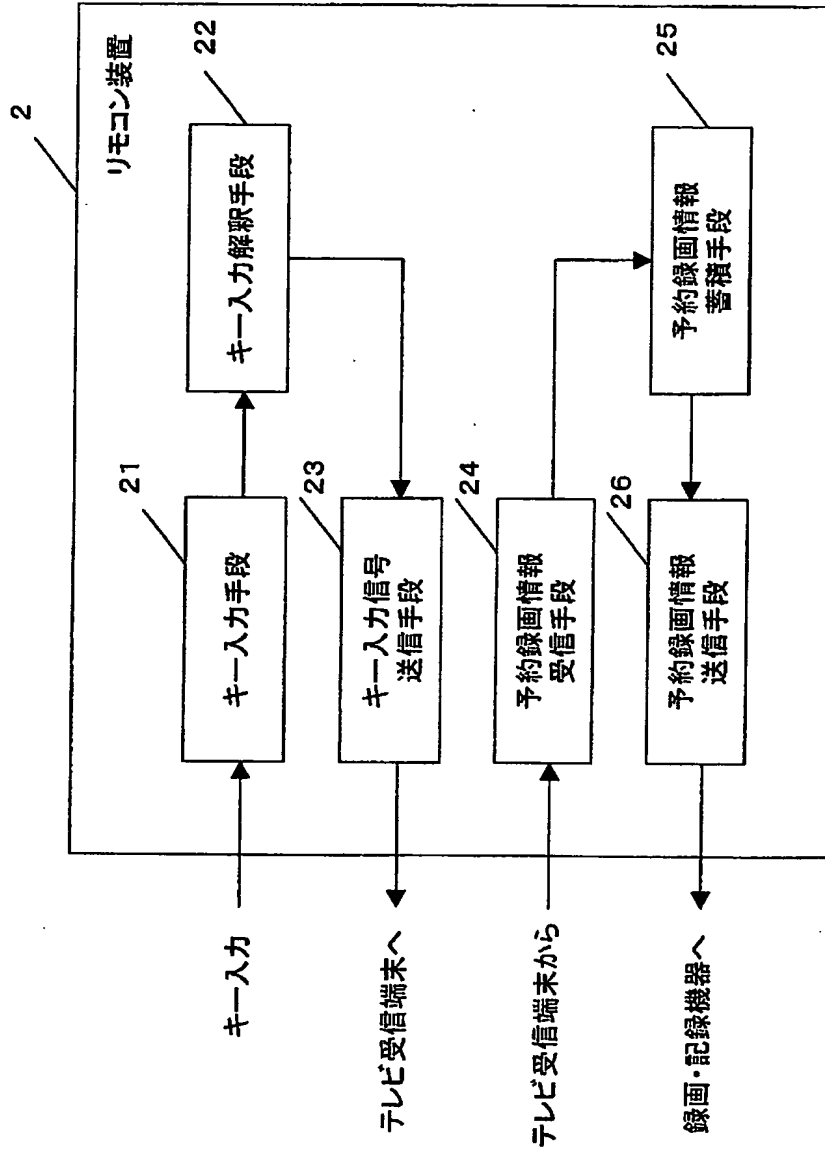 2
リモコン装置
21
22
キー入力
キー入力手段
キー入力解釈手段
23
テレビ受信端末へ
キー入力信号
送信手段
24
テレビ受信端末から
予約録画情報
受信手段
25
予約録画情報
蓄積手段
26
録画・記録機器へ
予約録画情報
送信手段